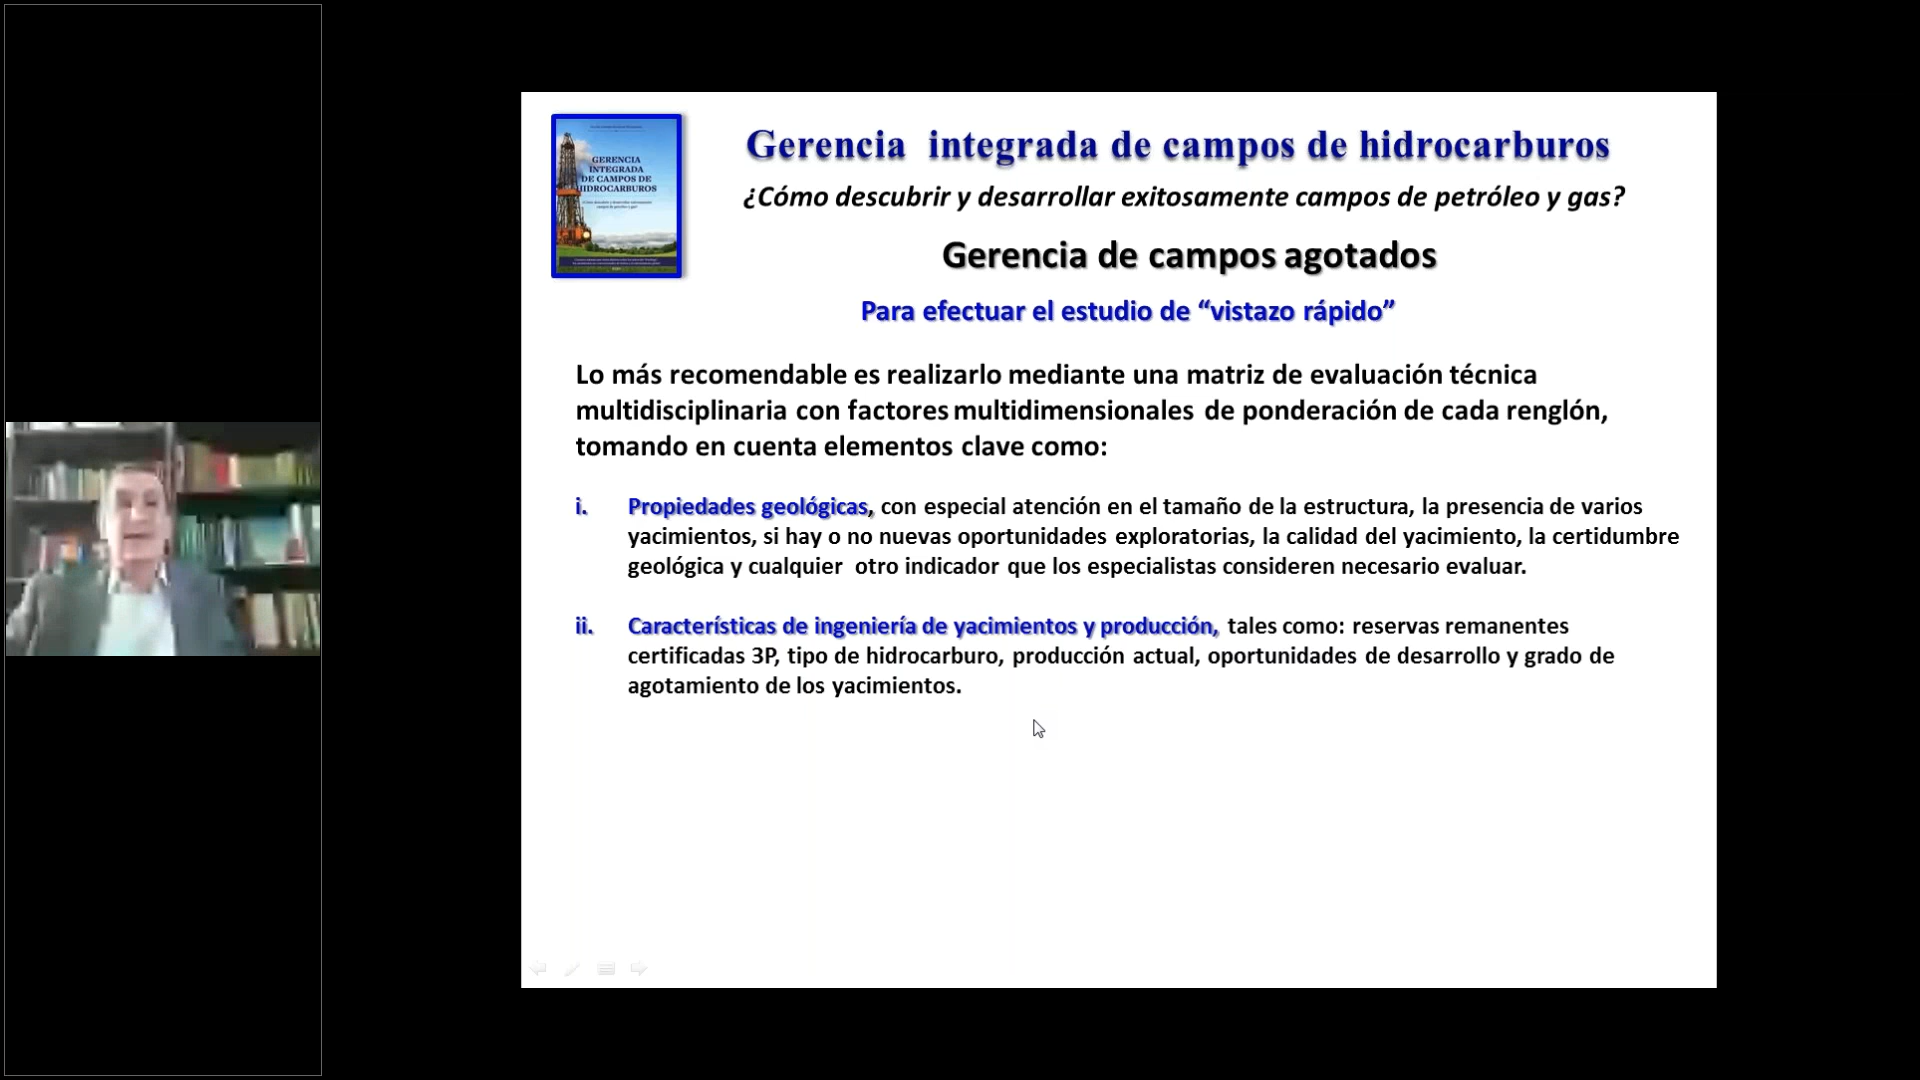 GERENCIA
INTEGRADA
DE CAMPOS DE
HIDROCARBUROS
Gerencia integrada de campos de hidrocarburos
¿Cómo descubrir y desarrollar exitosamente campos de petróleo y gas?
Gerencia de campos agotados
Para efectuar el estudio de “vistazo rápido”
Lo más recomendable es realizarlo mediante una matriz de evaluación técnica
multidisciplinaria con factores multidimensionales de ponderación de cada renglón,
tomando en cuenta elementos clave como:
i. Propiedades geológicas, con especial atención en el tamaño de la estructura, la presencia de varios
yacimientos, si hay o no nuevas oportunidades exploratorias, la calidad del yacimiento, la certidumbre
geológica y cualquier otro indicador que los especialistas consideren necesario evaluar.
ii. Características de ingeniería de yacimientos y producción, tales como: reservas remanentes
certificadas 3P, tipo de hidrocarburo, producción actual, oportunidades de desarrollo y grado de
agotamiento de los yacimientos.